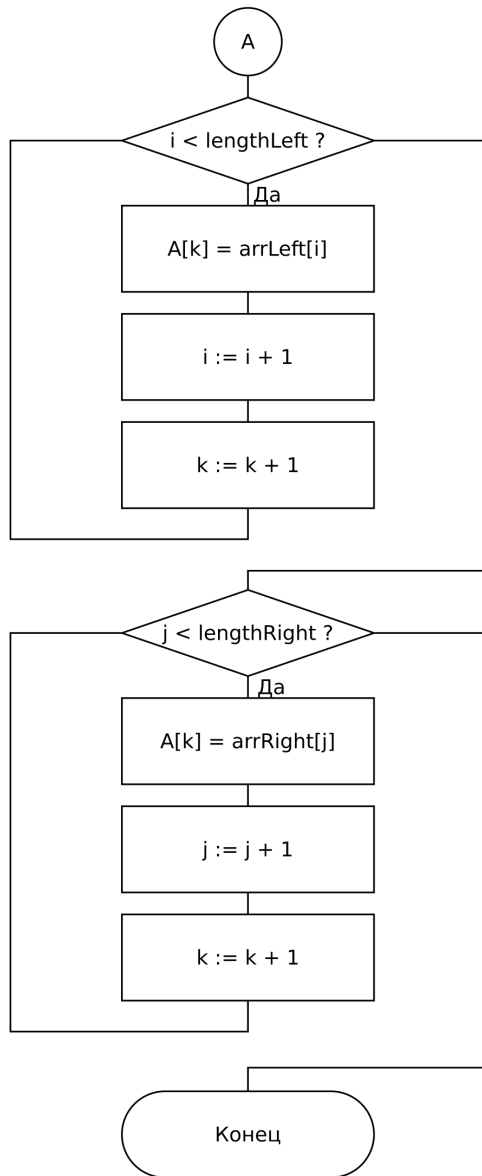 A
i < lengthLeft ?
Да
A[k] = arrLeft[i]
i := i + 1
k := k + 1
j < lengthRight ?
Да
A[k] = arrRight[j]
j := j + 1
k := k + 1
Конец